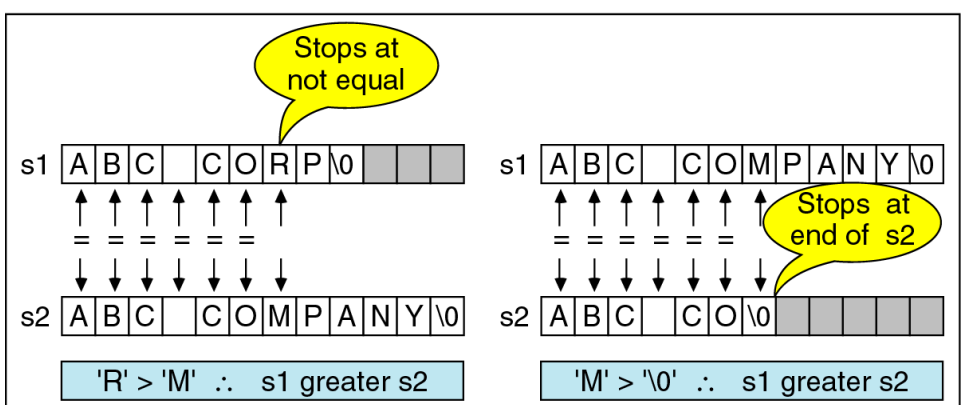 Stops at
not equal
s1 A B C C O R P \0
= = = = = =
s2 A B C C O M P A N Y \0
'R' > 'M' ∴ s1 greater s2
s1 A B C C O M P A N Y \0
Stops at
end of s2
= = = = = =
s2 A B C C O \0
'M' > '\0' ∴ s1 greater s2